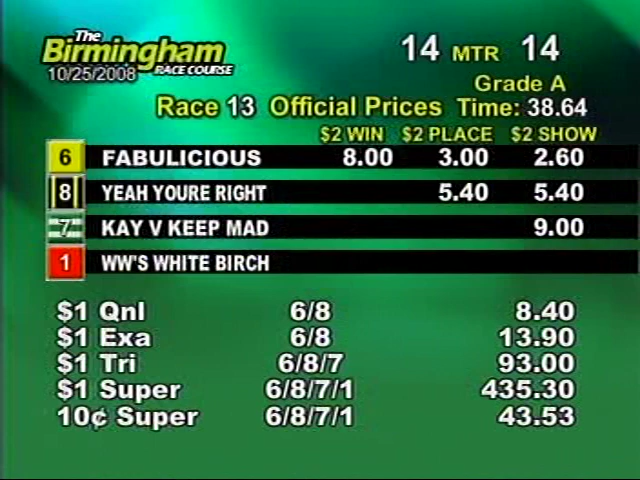 The
Birmingham
RACE COURSE
10/25/2008
14 MTR 14
Grade A
Race 13 Official Prices Time: 38.64
$2 WIN $2 PLACE $2 SHOW
6 FABULICIOUS 8.00 3.00 2.60
8 YEAH YOURE RIGHT 5.40 5.40
7 KAY V KEEP MAD 9.00
1 WW'S WHITE BIRCH
$1 Qnl 6/8 8.40
$1 Exa 6/8 13.90
$1 Tri 6/8/7 93.00
$1 Super 6/8/7/1 435.30
10¢ Super 6/8/7/1 43.53